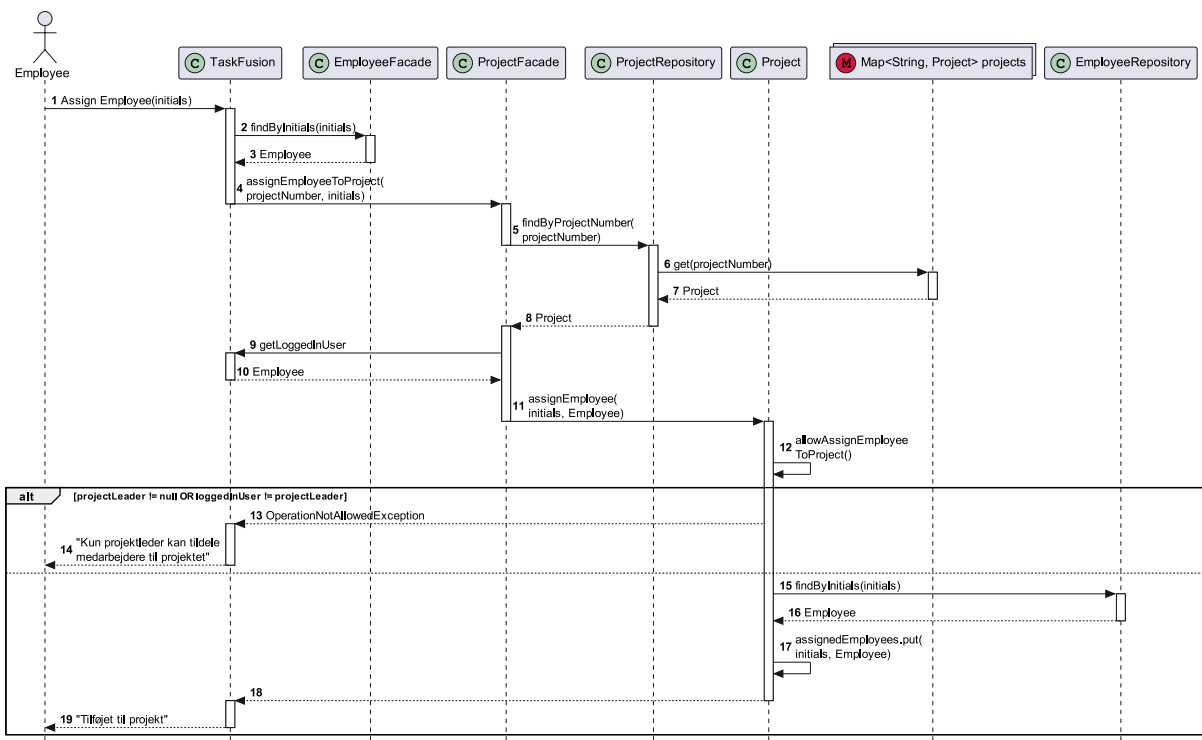 Employee
C TaskFusion
C EmployeeFacade
C ProjectFacade
C ProjectRepository
C Project
M Map<String, Project> projects
C EmployeeRepository
1 Assign Employee(initials)
2 findByInitials(initials)
3 Employee
4 assignEmployeeToProject(
projectNumber, initials)
5 findByProjectNumber(
projectNumber)
6 get(projectNumber)
7 Project
8 Project
9 getLoggedInUser
10 Employee
11 assignEmployee(
initials, Employee)
12 allowAssignEmployee
ToProject()
alt [projectLeader != null OR loggedInUser != projectLeader]
13 OperationNotAllowedException
14 "Kun projektleder kan tildele
medarbejdere til projektet"
15 findByInitials(initials)
16 Employee
17 assignedEmployees.put(
initials, Employee)
18
19 "Tilføjet til projekt"